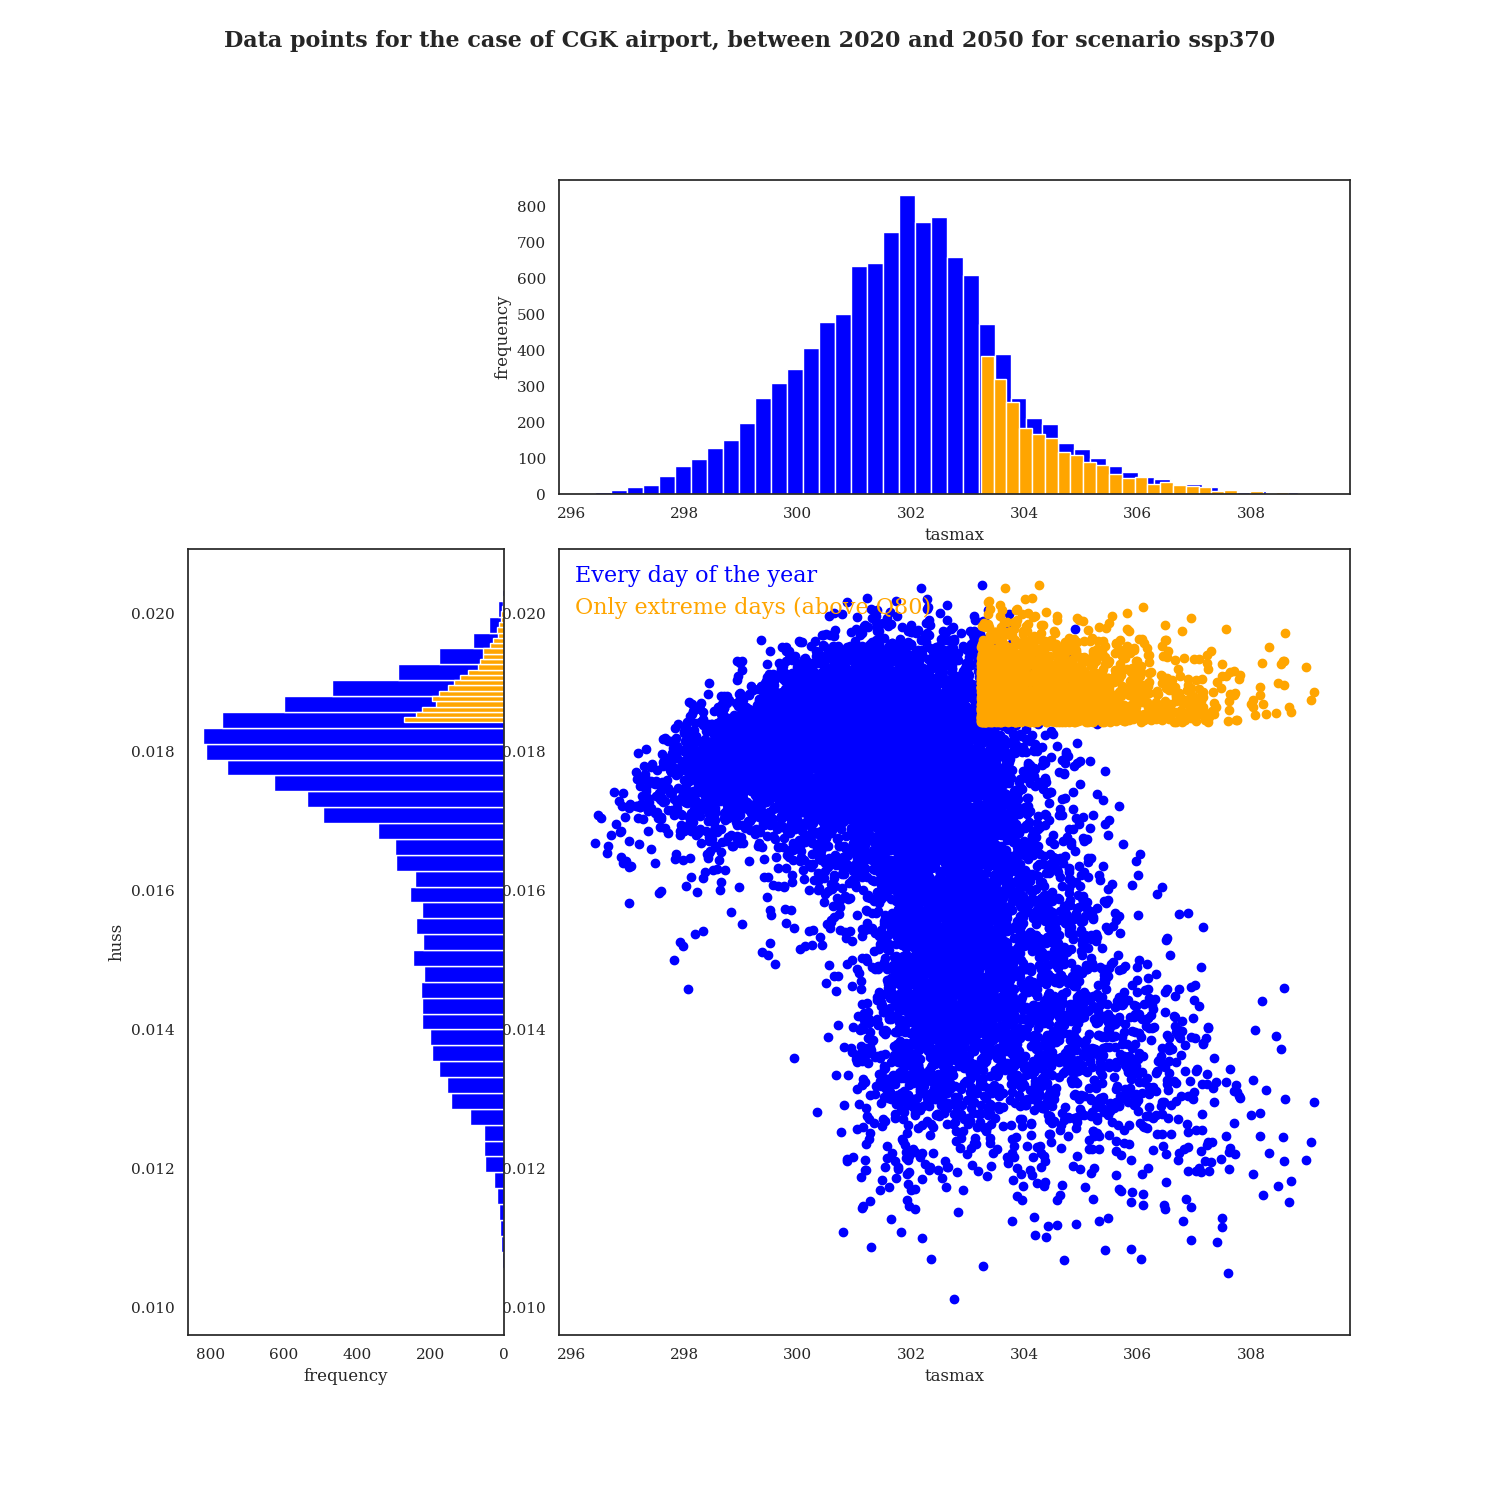 Data points for the case of CGK airport, between 2020 and 2050 for scenario ssp370
800
700
600
500
400
300
200
100
0
frequency
296 298 300 302 304 306 308
tasmax
0.020
0.018
0.016
0.014
0.012
0.010
huss
800 600 400 200 0
frequency
Every day of the year
Only extreme days (above Q80)
0.020
0.018
0.016
0.014
0.012
0.010
296 298 300 302 304 306 308
tasmax